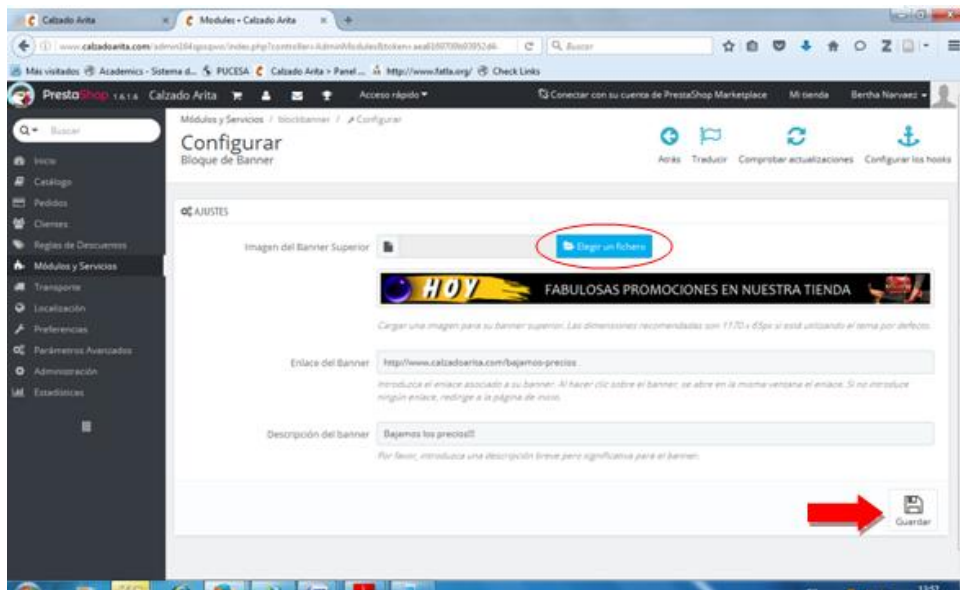 Calzado Arita
Modules • Calzado Arita
www.calzadoarita.com
Buscar
Más visitados
Academics - Sistema d...
PUCESA
Calzado Arita > Panel ...
http://www.fatla.org/
Check Links
PrestaShop 1.6.1.6 Calzado Arita
Acceso rápido
Conectar con su cuenta de PrestaShop Marketplace
Mi tienda
Bertha Narvaez
Buscar
Inicio
Catálogo
Pedidos
Clientes
Reglas de Descuentos
Módulos y Servicios
Transporte
Localización
Preferencias
Parámetros Avanzados
Administración
Estadísticas
Módulos y Servicios / blockbanner / Configurar
Configurar
Bloque de Banner
Atrás
Traducir
Comprobar actualizaciones
Configurar los hooks
AJUSTES
Imagen del Banner Superior
Elegir un fichero
HOY FABULOSAS PROMOCIONES EN NUESTRA TIENDA
Cargar una imagen para su banner superior. Las dimensiones recomendadas son 1170 x 65px si está utilizando el tema por defecto.
Enlace del Banner
http://www.calzadoarita.com/bajamos-precios
Introduzca el enlace asociado a su banner. Al hacer clic sobre el banner, se abre en la misma ventana el enlace. Si no introduce
ningún enlace, redirige a la página de inicio.
Descripción del banner
Bajamos los precios!!!
Por favor, introduzca una descripción breve pero significativa para el banner.
Guardar
13:57